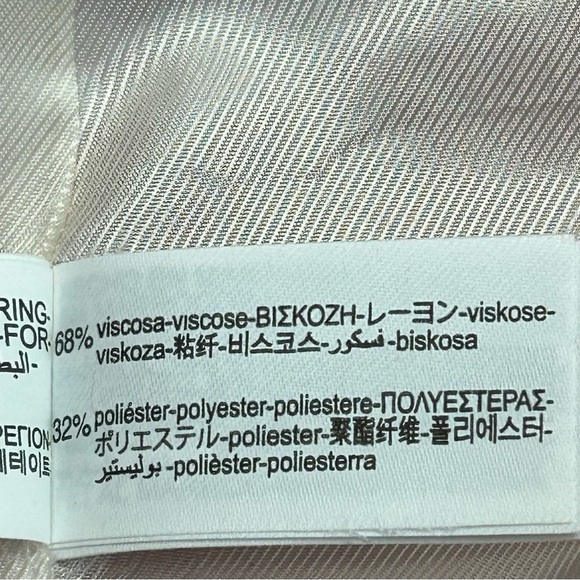 RING-
-FOR-
البط-
ΡΕΓΙΟΝ-
테이트
68% viscosa-viscose-ΒΙΣΚΟΖΗ-レーヨン-viskose-
viskoza-粘纤-비스코스-فسكوز-biskosa
32% poliéster-polyester-poliestere-ΠΟΛΥΕΣΤΕΡΑΣ-
ポリエステル-poliester-聚酯纤维-폴리에스터-
بوليستير-polièster-poliesterra